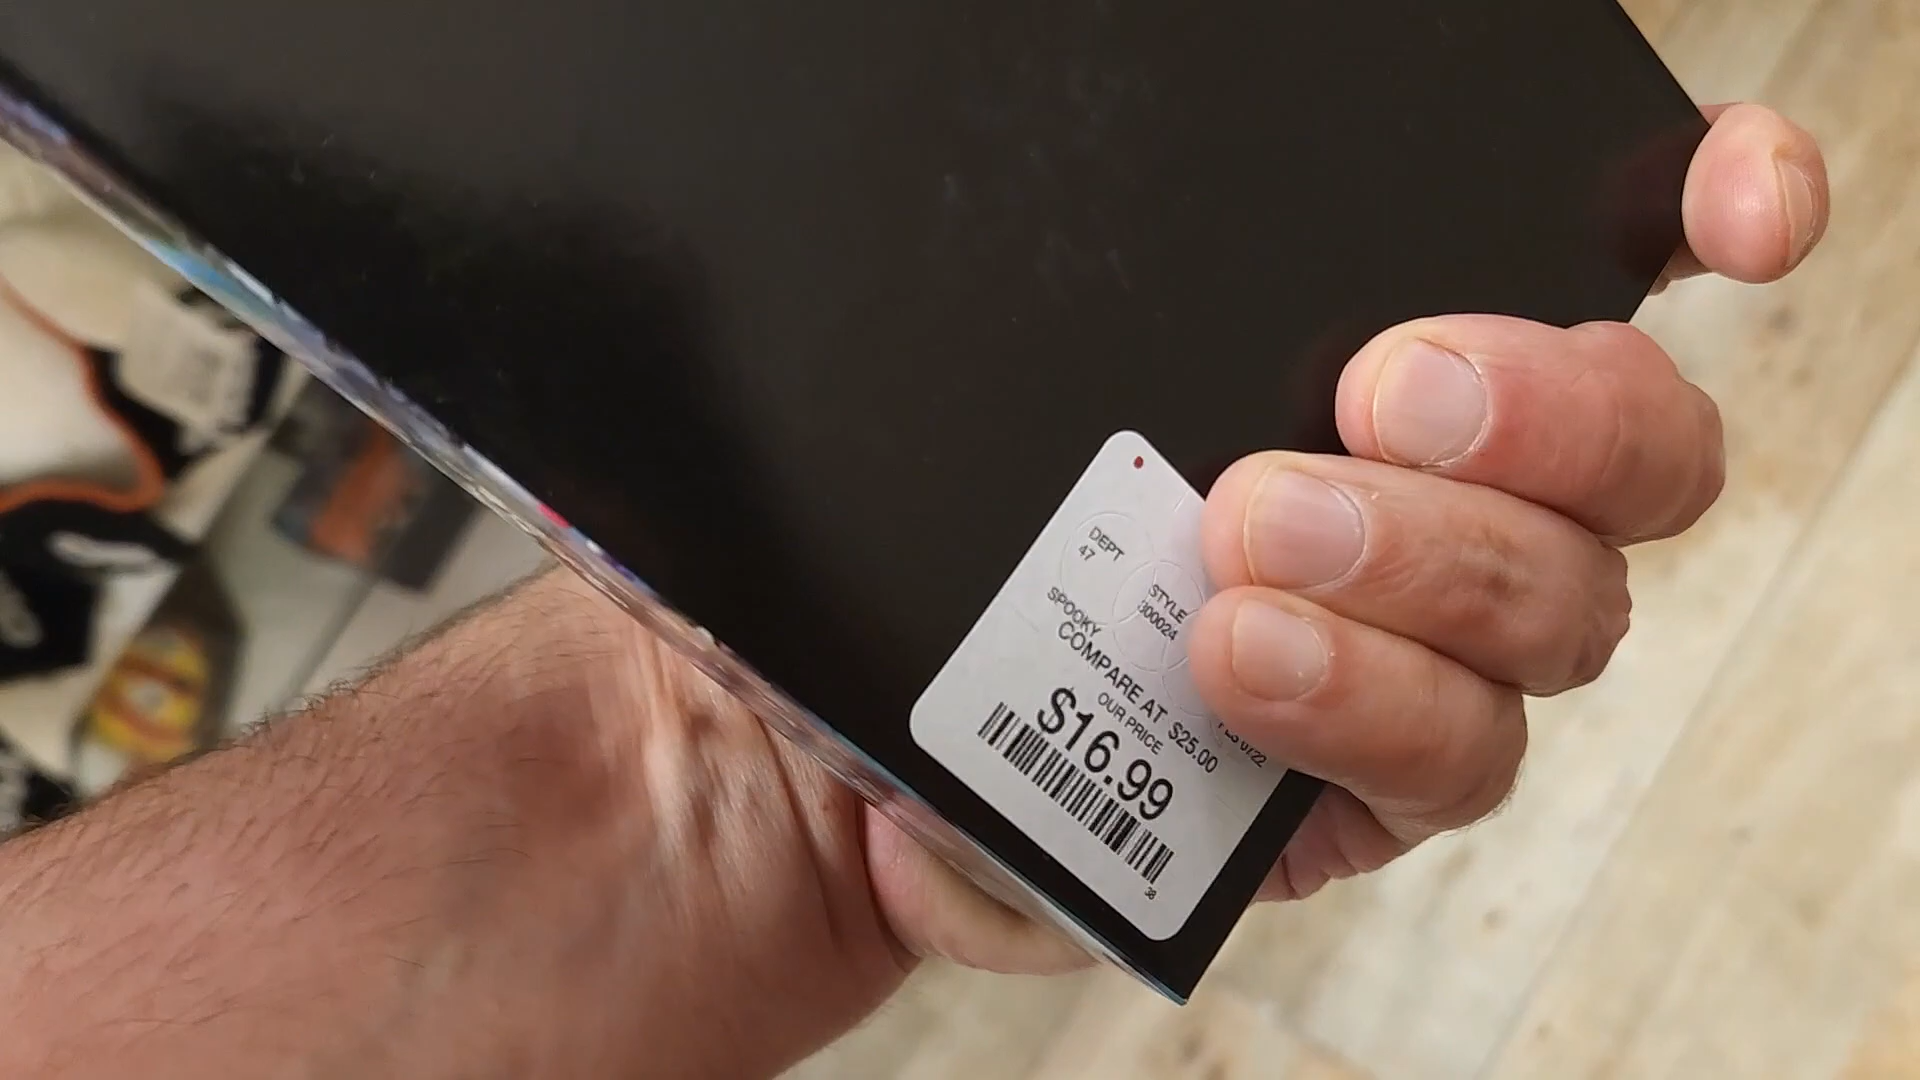 DEPT
47
STYLE
300024
SPOOKY
COMPARE AT $25.00
OUR PRICE
$16.99
38